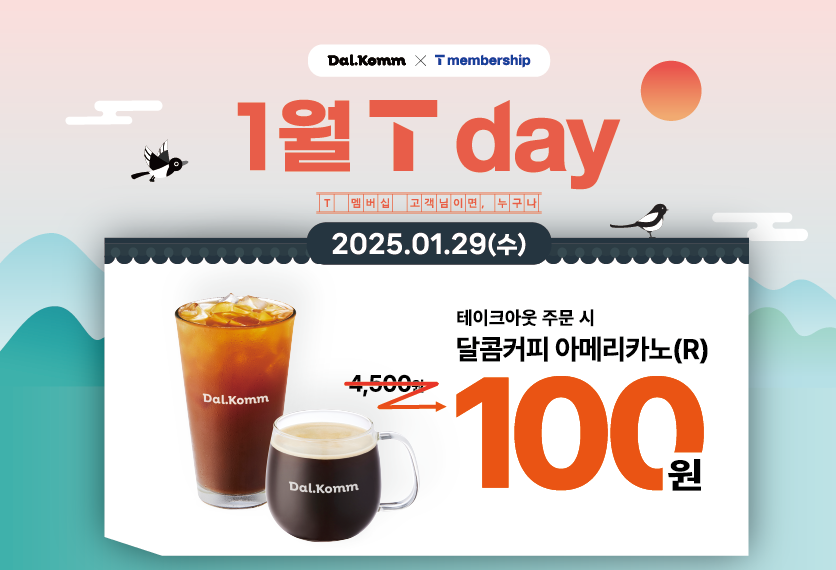 Dal.Komm × T membership
1월 T day
T 멤버십 고객님이면, 누구나
2025.01.29(수)
테이크아웃 주문 시
달콤커피 아메리카노(R)
4,500원
100원
Dal.Komm
Dal.Komm